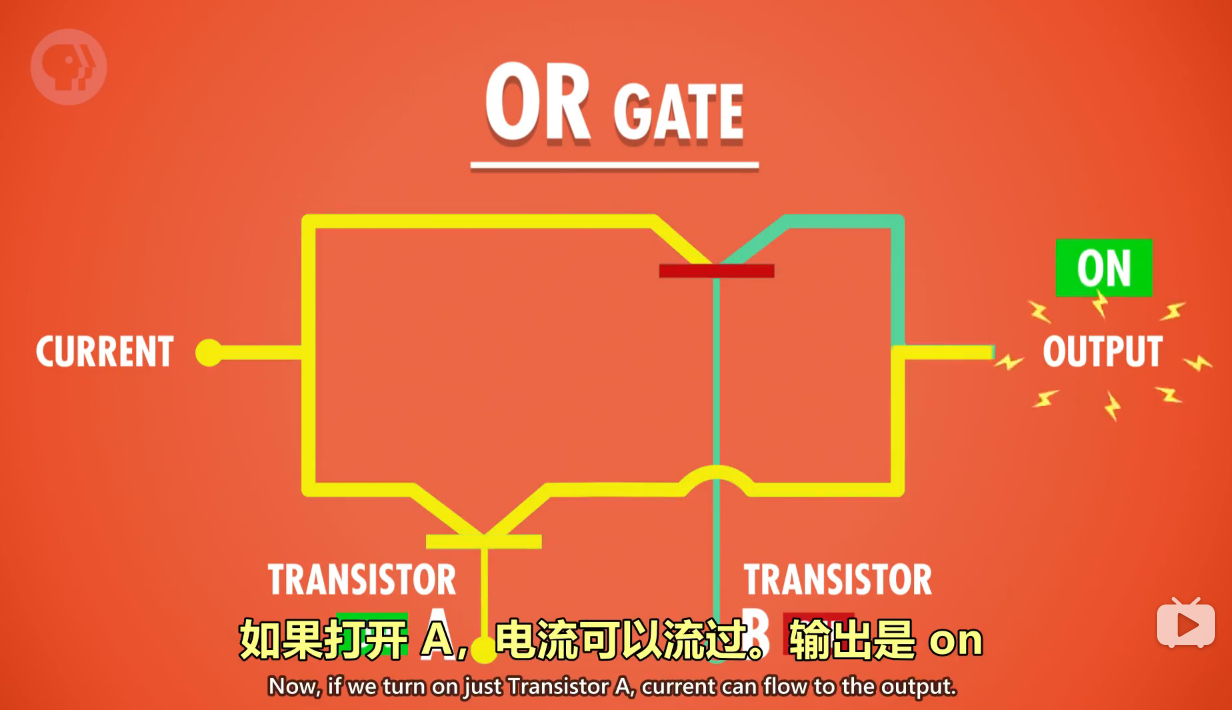 OR GATE
ON
CURRENT
OUTPUT
TRANSISTOR
TRANSISTOR
A
B
如果打开 A，电流可以流过。输出是 on
Now, if we turn on just Transistor A, current can flow to the output.